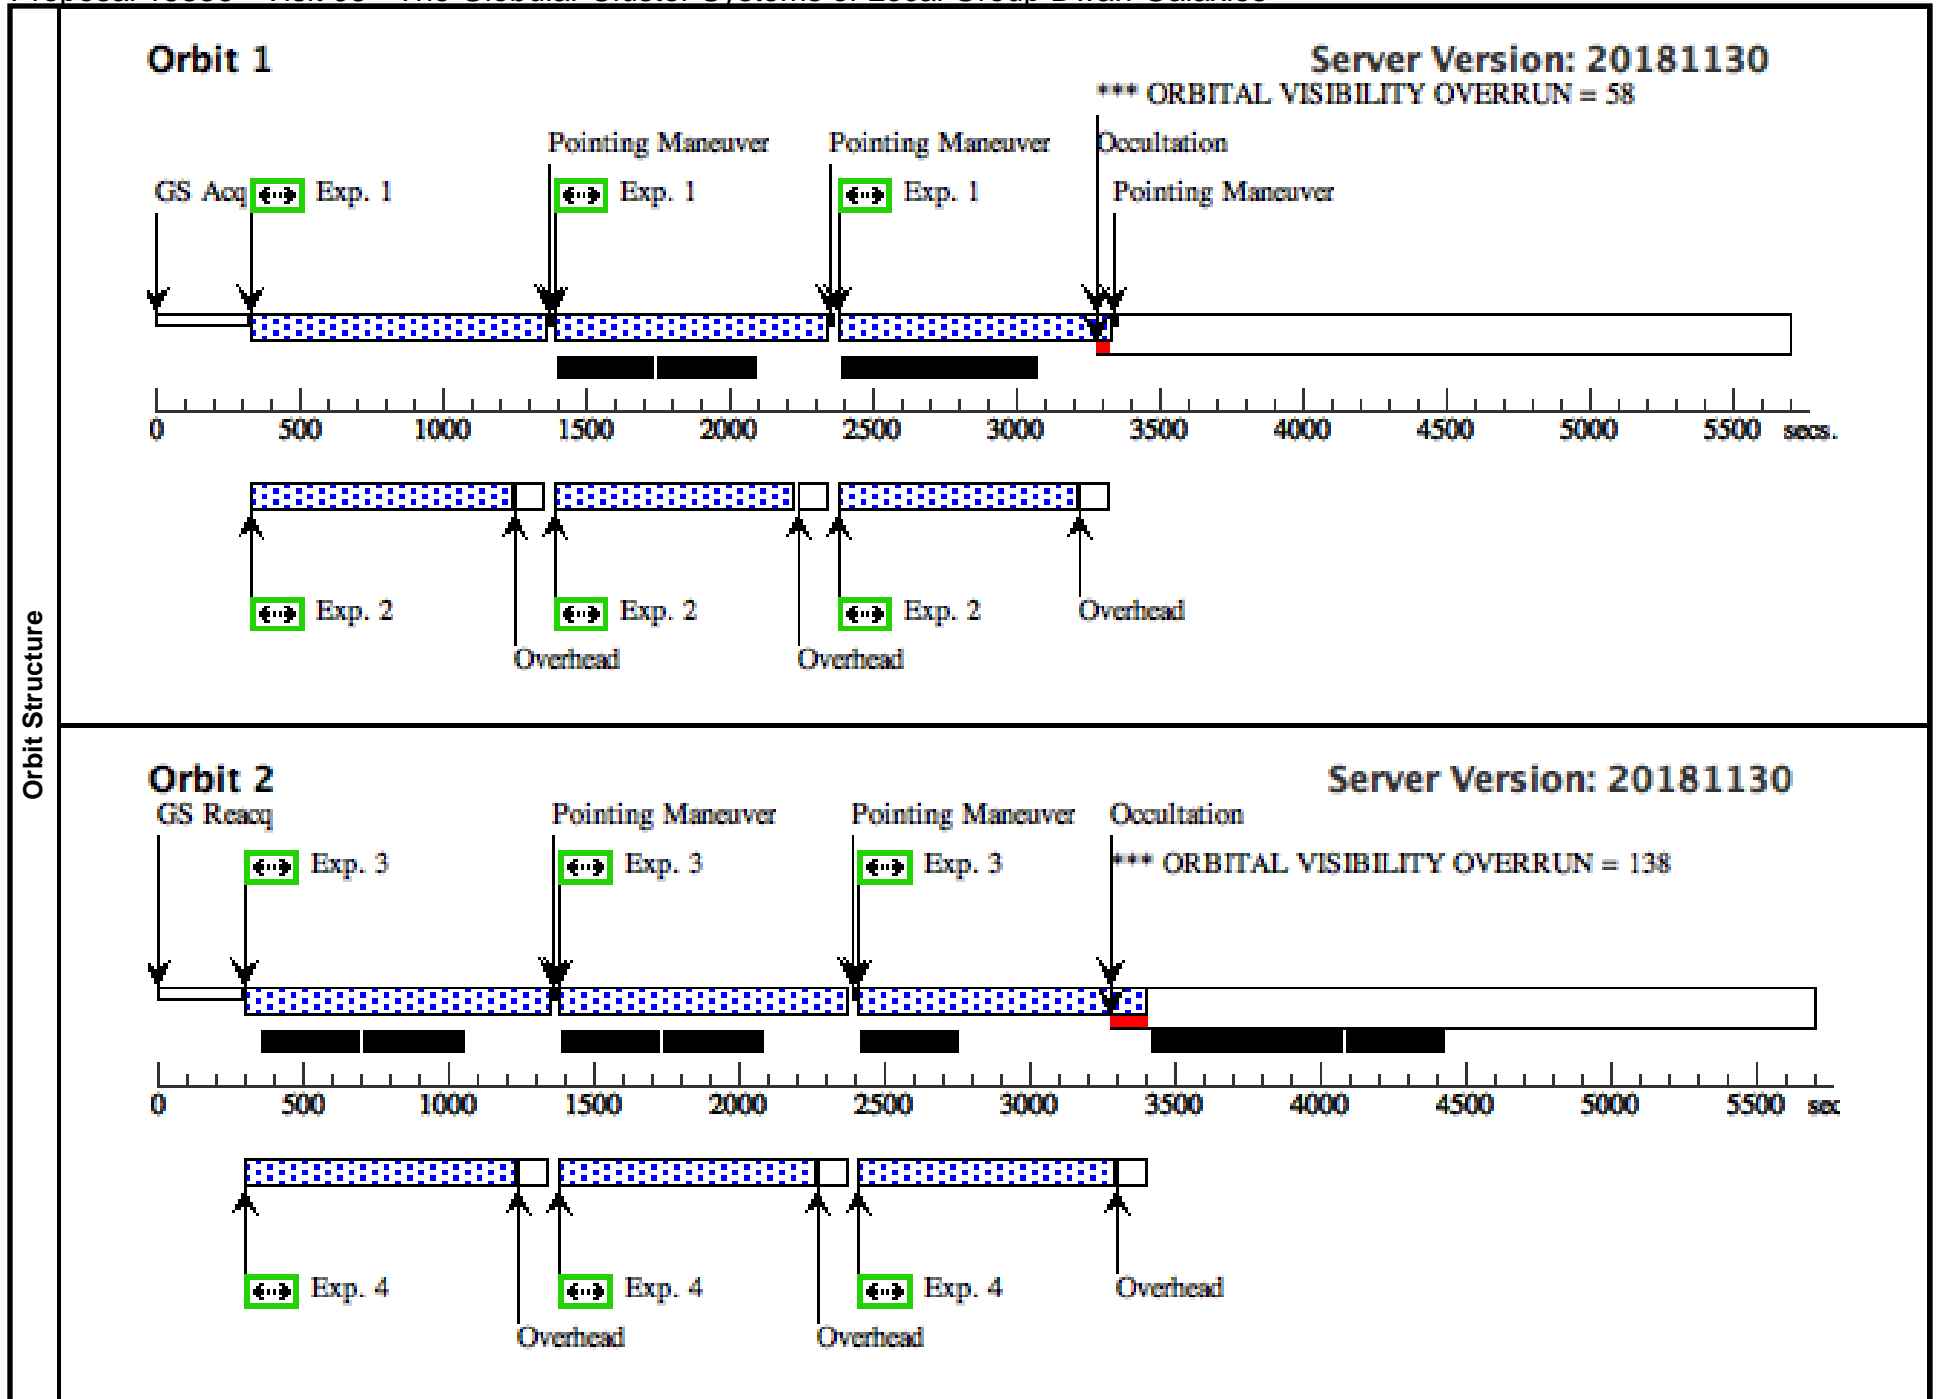 Orbit Structure
Orbit 1
Server Version: 20181130
*** ORBITAL VISIBILITY OVERRUN = 58
Pointing Maneuver Pointing Maneuver Occultation
GS Acq Exp. 1 Exp. 1 Exp. 1 Pointing Maneuver
0 500 1000 1500 2000 2500 3000 3500 4000 4500 5000 5500 secs.
Exp. 2 Exp. 2 Exp. 2 Overhead
Overhead Overhead
Orbit 2
Server Version: 20181130
GS Reacq Pointing Maneuver Pointing Maneuver Occultation
Exp. 3 Exp. 3 Exp. 3 *** ORBITAL VISIBILITY OVERRUN = 138
0 500 1000 1500 2000 2500 3000 3500 4000 4500 5000 5500 sec
Exp. 4 Exp. 4 Exp. 4 Overhead
Overhead Overhead